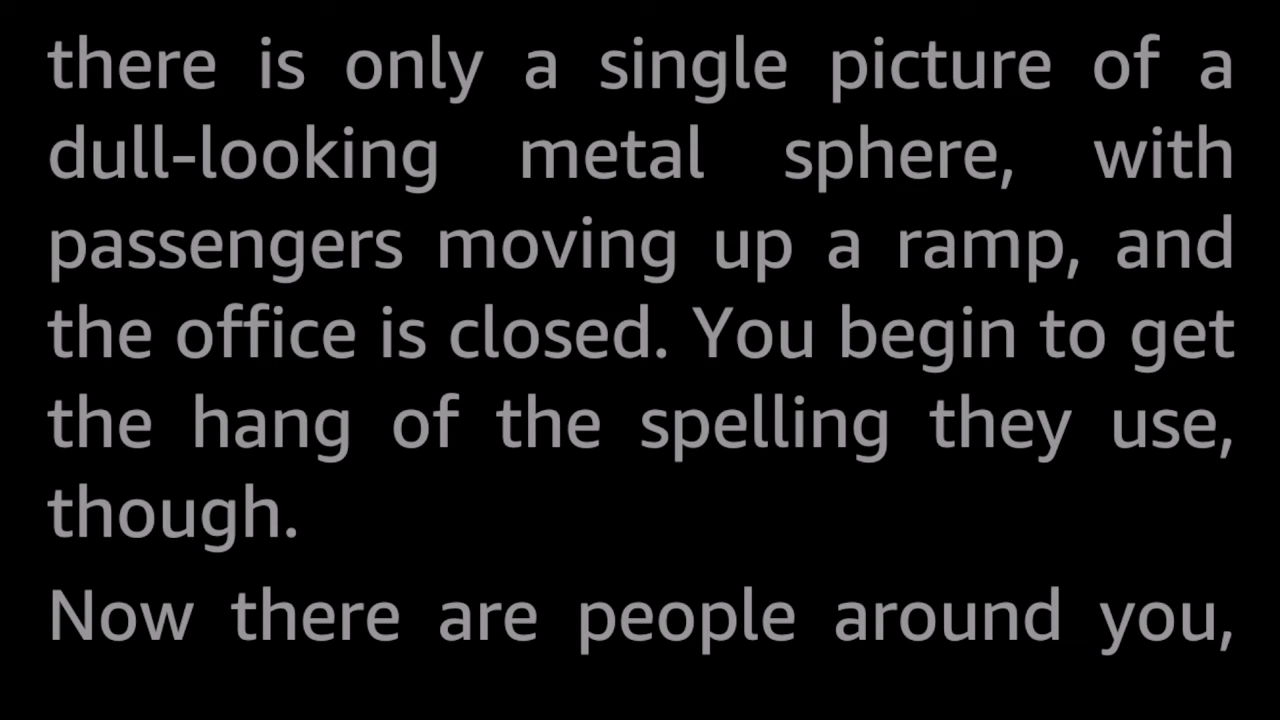 there is only a single picture of a
dull-looking metal sphere, with
passengers moving up a ramp, and
the office is closed. You begin to get
the hang of the spelling they use,
though.
Now there are people around you,